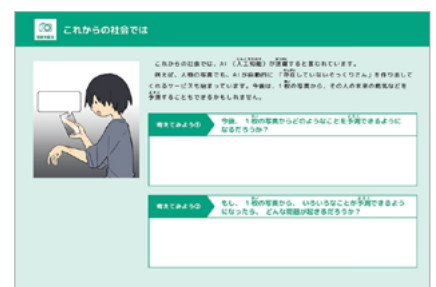 これからの社会では
これからの社会では、AI（人工知能）が活躍すると言われています。
例えば、人物の写真でも、AIが自動的に「存在していないそっくりさん」を作り出して
くれるサービスも始まっています。今後は、1枚の写真から、その人の未来の病気などを
予測することもできるかもしれません。
考えてみよう①
今後、1枚の写真からどのようなことを予測できるように
なるだろうか？
考えてみよう②
もし、1枚の写真から、いろいろなことが予測できるよう
になったら、どんな問題が起きるだろうか？